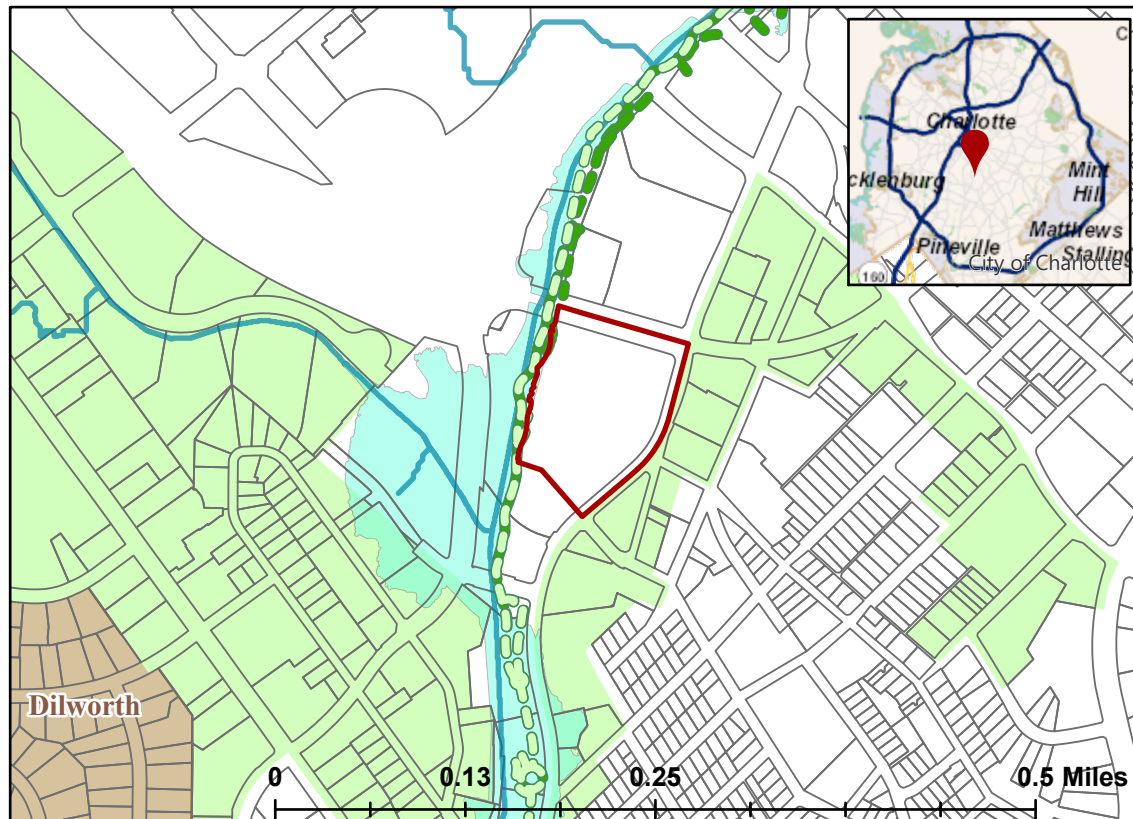 C
Charlotte
cklenburg
Mint
Hill
Matthews
Pineville
Stalling
City of Charlotte
160
Dilworth
0 0.13 0.25 0.5 Miles